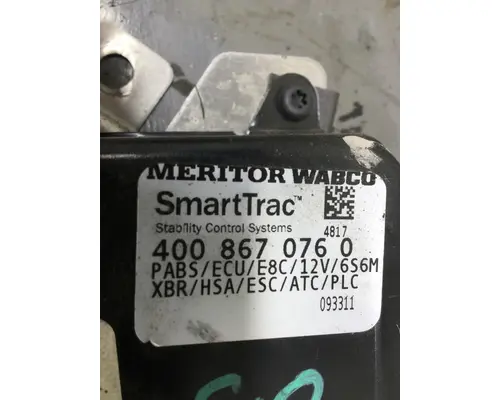 MERITOR WABCO
SmartTrac™
Stability Control Systems
4817
400 867 076 0
PABS/ECU/E8C/12V/6S6M
XBR/HSA/ESC/ATC/PLC
093311